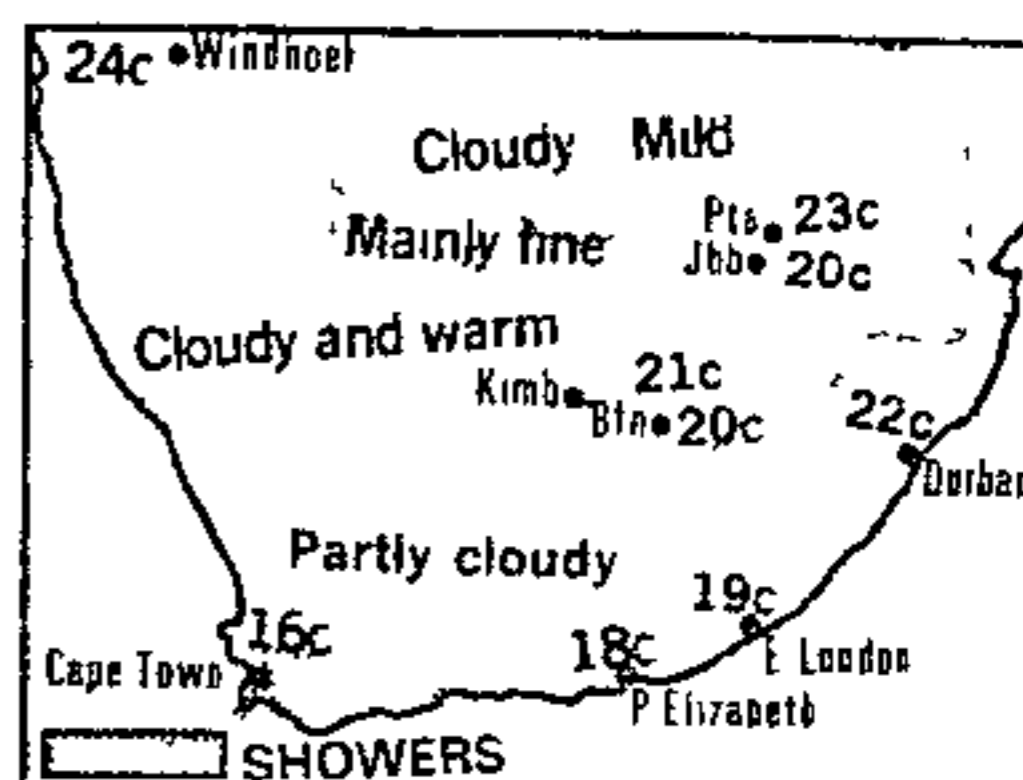 24c Windhoek
Cloudy Mild
Mainly fine
Pta 23c
Jhb 20c
Cloudy and warm
Kimb 21c
Bfn 20c
22c
Durban
Partly cloudy
19c
E London
16c
Cape Town
18c
P Elizabeth
SHOWERS